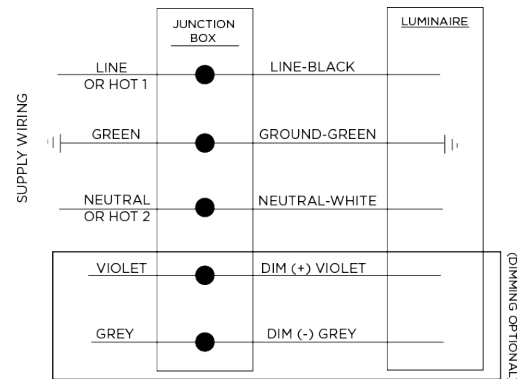 JUNCTION
BOX
LUMINAIRE
SUPPLY WIRING
LINE
OR HOT 1
LINE-BLACK
GREEN
GROUND-GREEN
NEUTRAL
OR HOT 2
NEUTRAL-WHITE
VIOLET
DIM (+) VIOLET
GREY
DIM (-) GREY
(DIMMING OPTIONAL)